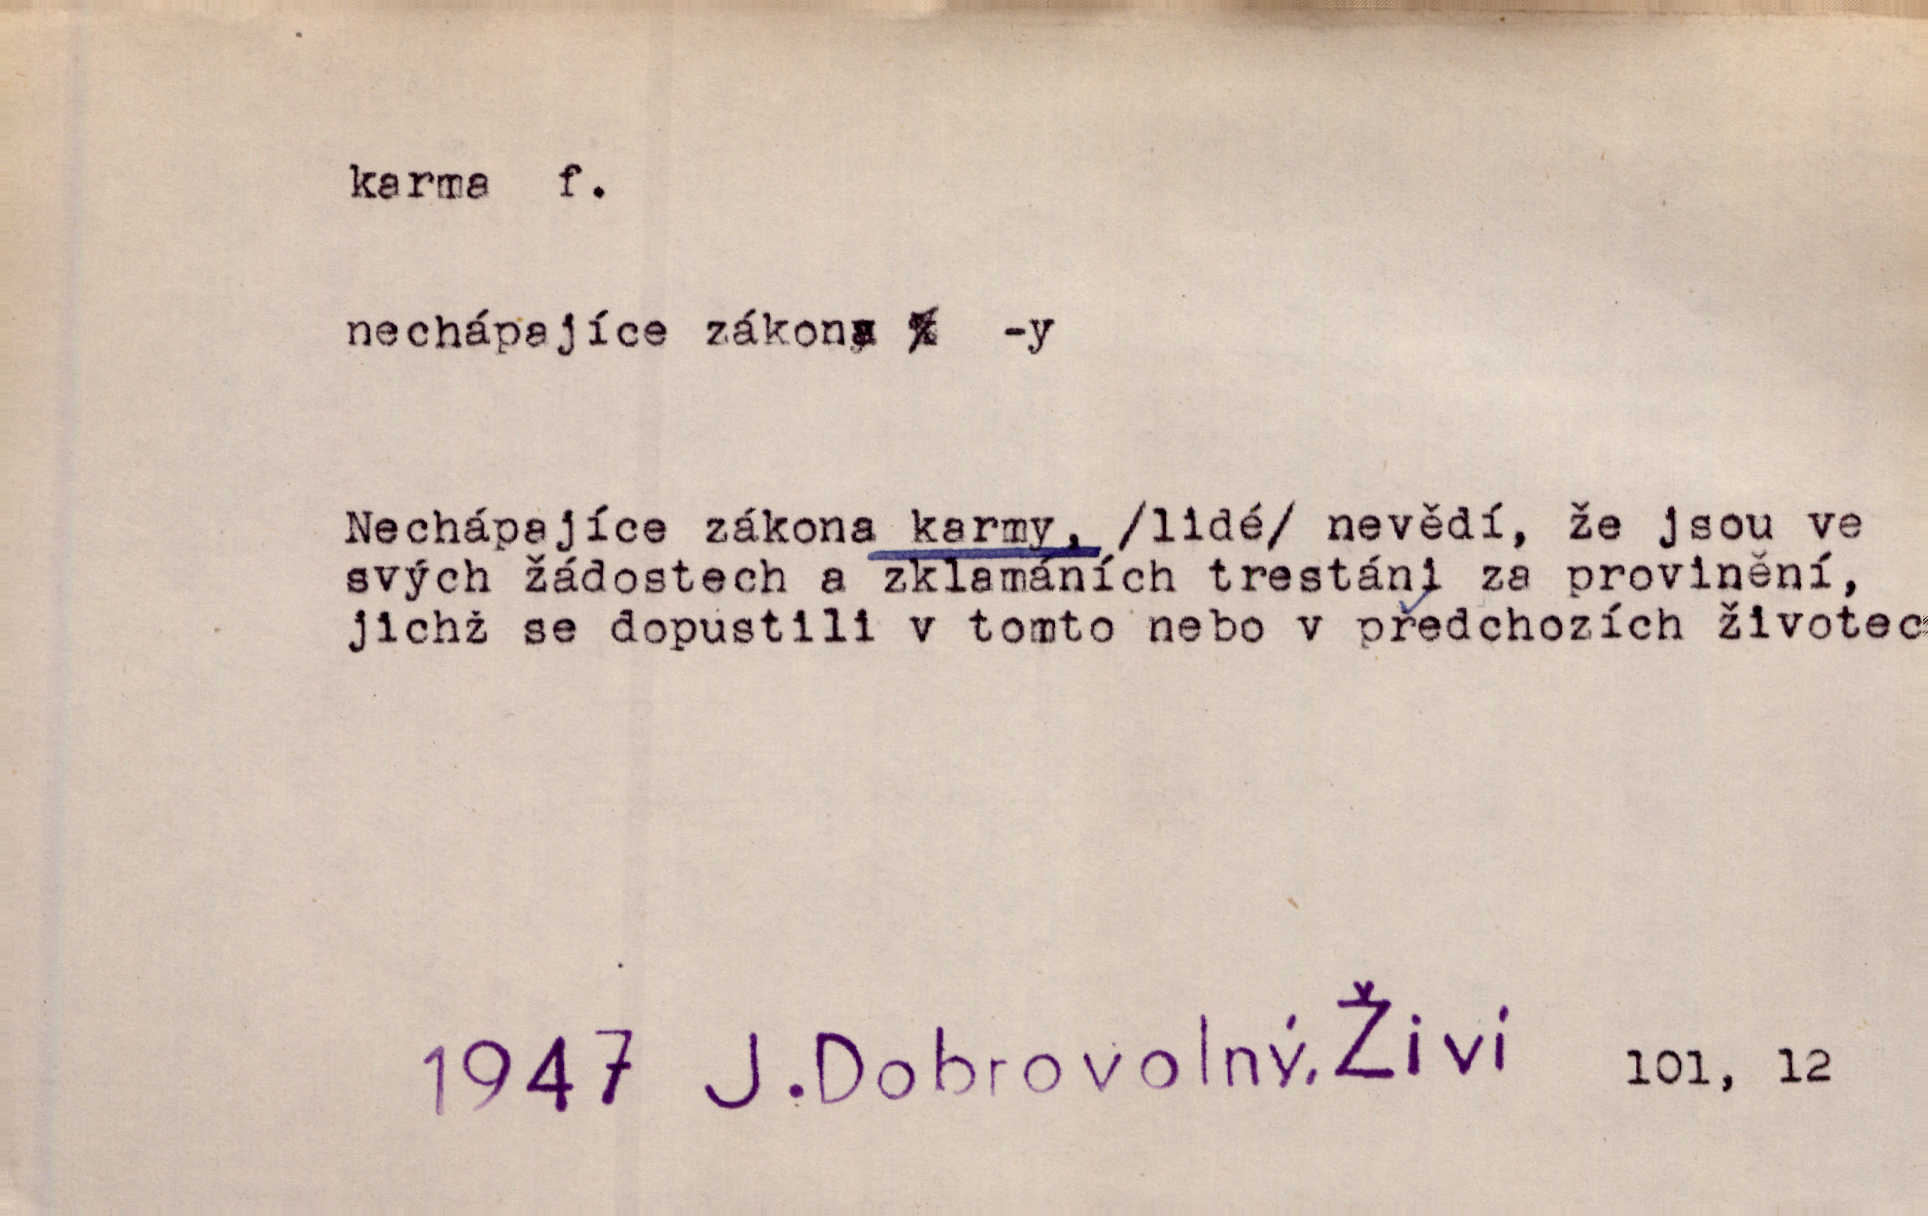 karma f.
nechápajíce zákona -y
Nechápajíce zákona karmy, /lidé/ nevědí, že jsou ve
svých žádostech a zklamáních trestáni za provinění,
jichž se dopustili v tomto nebo v předchozích životec
1947 J. Dobrovolný, Živí 101, 12